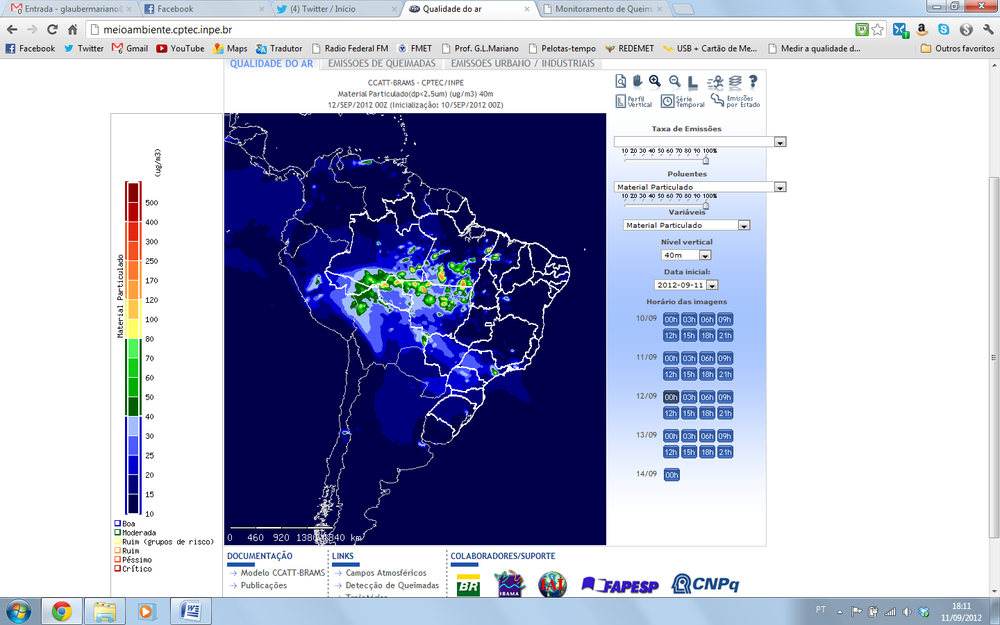 Entrada - glaubermariano@
Facebook
(4) Twitter / Início
Qualidade do ar
Monitoramento de Queim
meioambiente.cptec.inpe.br
Facebook
Twitter
Gmail
YouTube
Maps
Tradutor
Radio Federal FM
FMET
Prof. G.L.Mariano
Pelotas-tempo
REDEMET
USB + Cartão de Me...
Medir a qualidade d...
Outros favoritos
QUALIDADE DO AR
EMISSOES DE QUEIMADAS
EMISSOES URBANO / INDUSTRIAIS
CCATT-BRAMS - CPTEC/INPE
Material Particulado(dp<2.5um) (ug/m3) 40m
12/SEP/2012 00Z (Inicialização: 10/SEP/2012 00Z)
(ug/m3)
Material Particulado
500
400
300
250
170
120
100
80
70
60
50
40
30
25
20
15
10
Boa
Moderada
Ruim (grupos de risco)
Ruim
Péssimo
Crítico
0 460 920 1380 1840 km
Perfil Vertical
Série Temporal
Emissões por Estado
Taxa de Emissões
10 20 30 40 50 60 70 80 90 100%
Poluentes
Material Particulado
10 20 30 40 50 60 70 80 90 100%
Variáveis
Material Particulado
Nível vertical
40m
Data inicial:
2012-09-11
Horário das imagens
10/09 00h 03h 06h 09h
12h 15h 18h 21h
11/09 00h 03h 06h 09h
12h 15h 18h 21h
12/09 00h 03h 06h 09h
12h 15h 18h 21h
13/09 00h 03h 06h 09h
12h 15h 18h 21h
14/09 00h
DOCUMENTAÇÃO
Modelo CCATT-BRAMS
Publicações
LINKS
Campos Atmosféricos
Detecção de Queimadas
COLABORADORES/SUPORTE
BR
IBAMA
IAI
FAPESP
CNPq
PT
18:11
11/09/2012